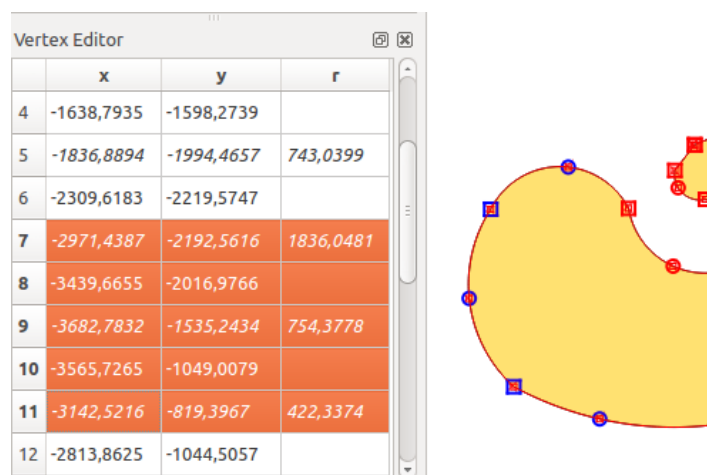 Vertex Editor
x y r
4 -1638,7935 -1598,2739
5 -1836,8894 -1994,4657 743,0399
6 -2309,6183 -2219,5747
7 -2971,4387 -2192,5616 1836,0481
8 -3439,6655 -2016,9766
9 -3682,7832 -1535,2434 754,3778
10 -3565,7265 -1049,0079
11 -3142,5216 -819,3967 422,3374
12 -2813,8625 -1044,5057